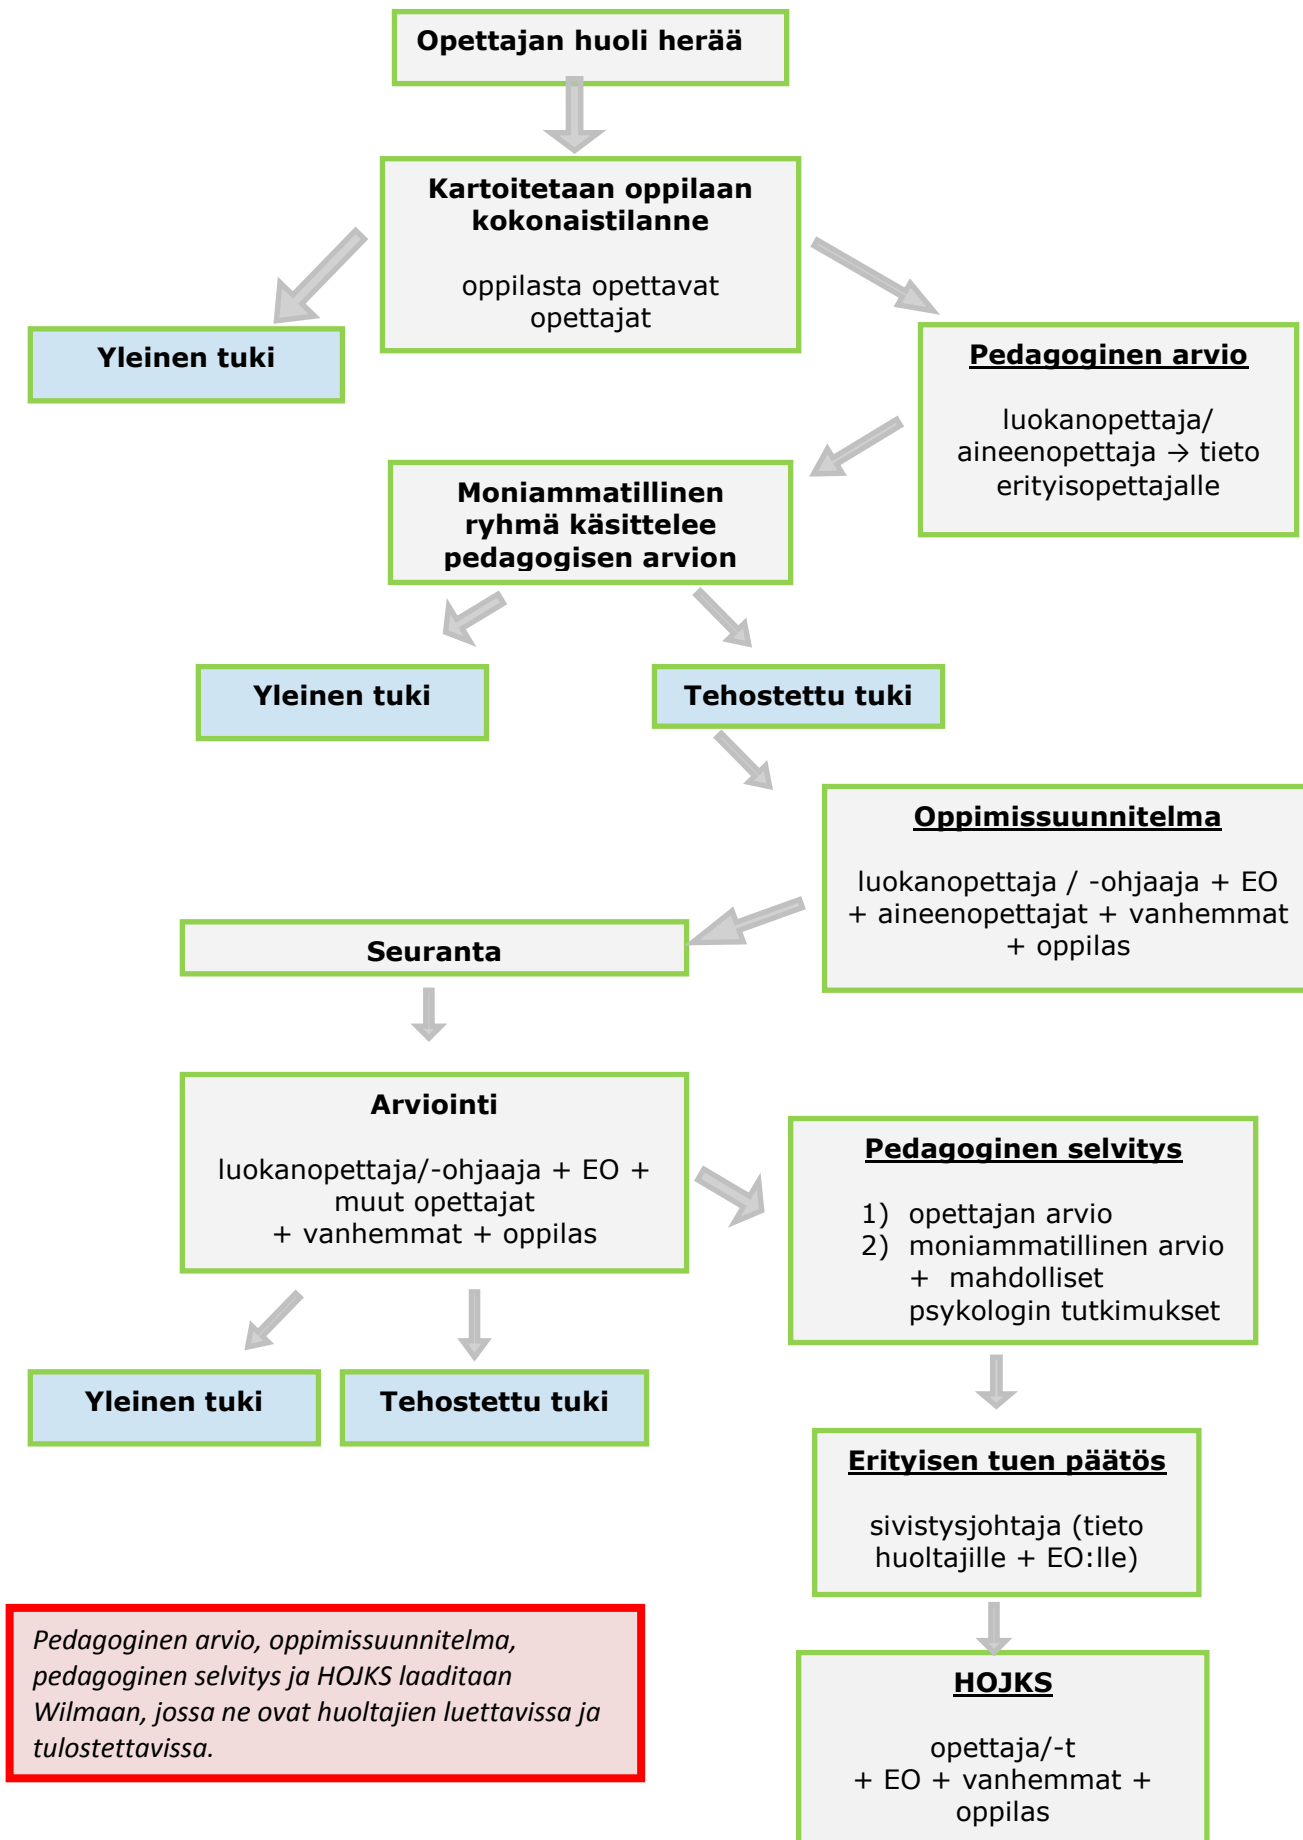 Opettajan huoli herää
Kartoitetaan oppilaan
kokonaistilanne
oppilasta opettavat
opettajat
Yleinen tuki
Pedagoginen arvio
luokanopettaja/
aineenopettaja → tieto
erityisopettajalle
Moniammatillinen
ryhmä käsittelee
pedagogisen arvion
Yleinen tuki
Tehostettu tuki
Oppimissuunnitelma
luokanopettaja / -ohjaaja + EO
+ aineenopettajat + vanhemmat
+ oppilas
Seuranta
Arviointi
luokanopettaja/-ohjaaja + EO +
muut opettajat
+ vanhemmat + oppilas
Pedagoginen selvitys
1) opettajan arvio
2) moniammatillinen arvio
+ mahdolliset
psykologin tutkimukset
Yleinen tuki
Tehostettu tuki
Erityisen tuen päätös
sivistysjohtaja (tieto
huoltajille + EO:lle)
Pedagoginen arvio, oppimissuunnitelma,
pedagoginen selvitys ja HOJKS laaditaan
Wilmaan, jossa ne ovat huoltajien luettavissa ja
tulostettavissa.
HOJKS
opettaja/-t
+ EO + vanhemmat +
oppilas